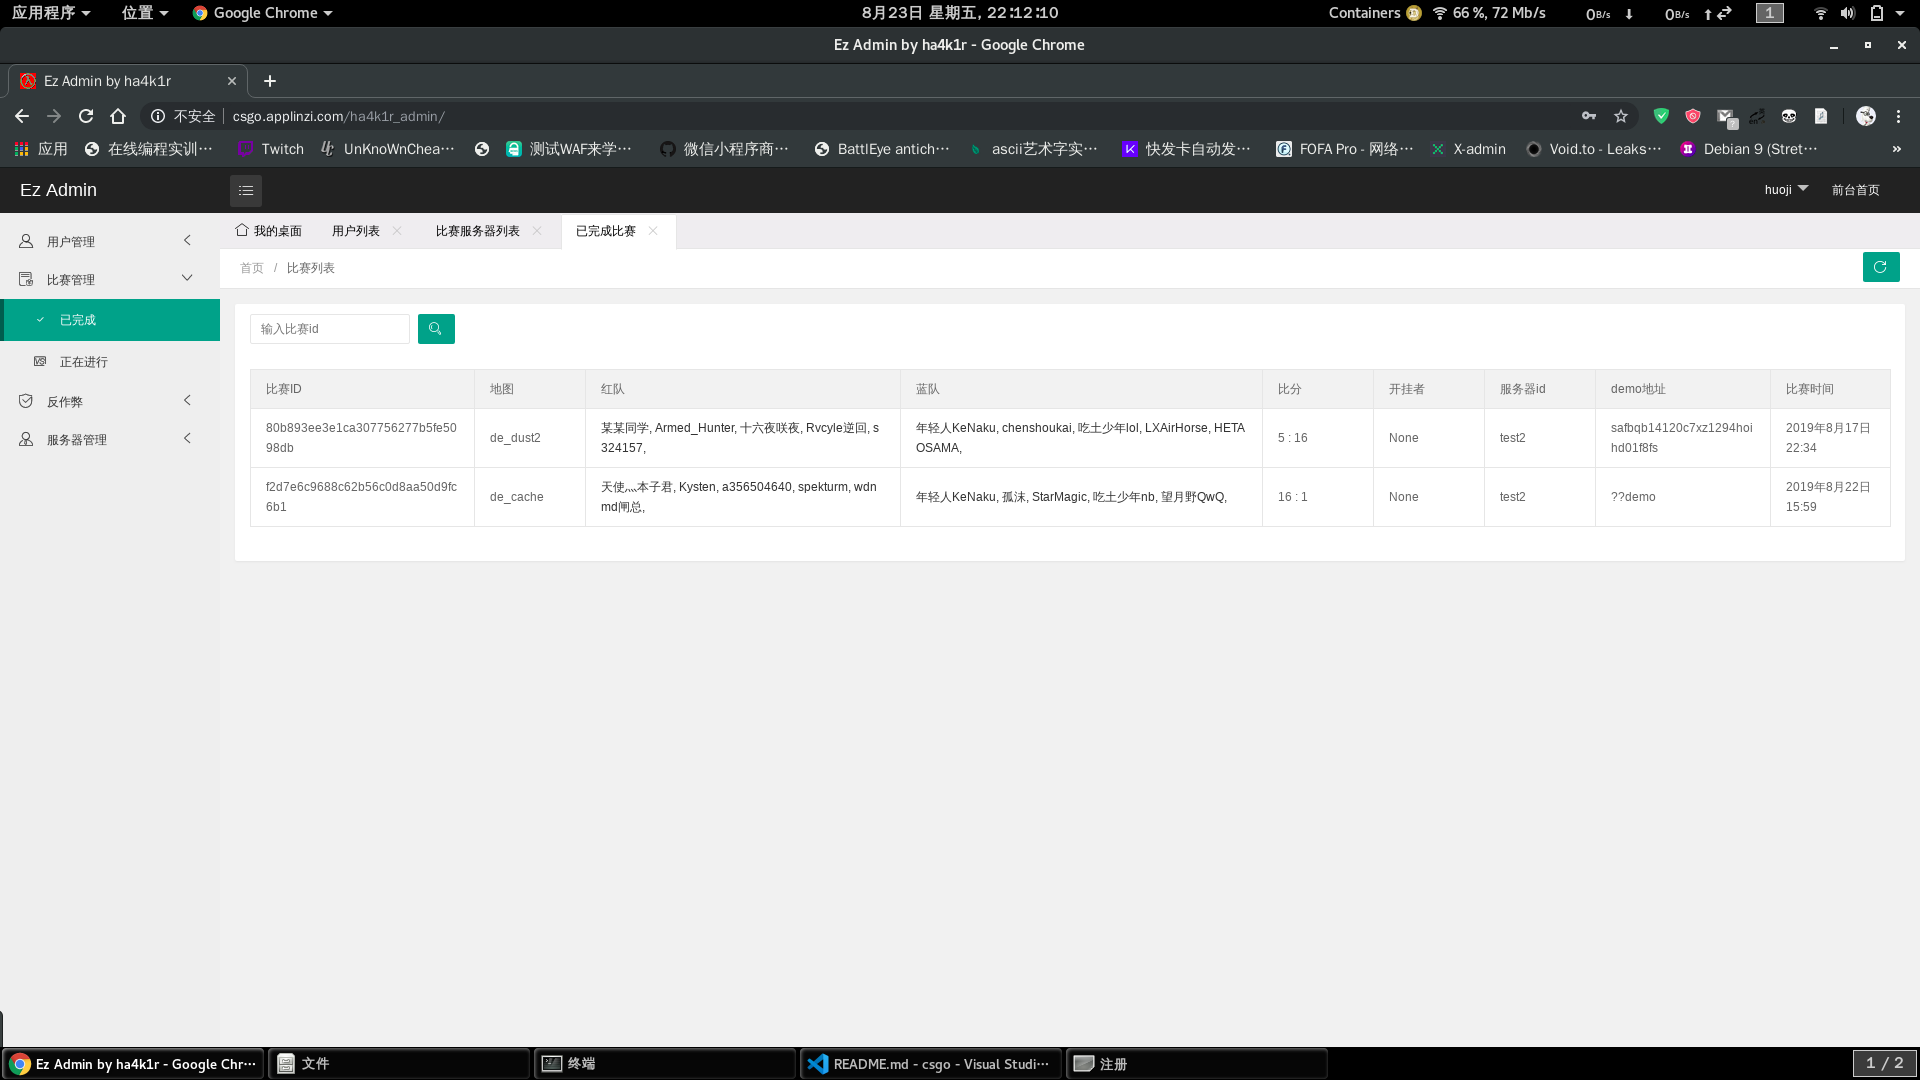 应用程序 位置 Google Chrome 8月23日 星期五, 22:12:10 Containers 66 %, 72 Mb/s 0B/s 0B/s 1
Ez Admin by ha4k1r - Google Chrome
Ez Admin by ha4k1r
不安全 csgo.applinzi.com/ha4k1r_admin/
应用 在线编程实训… Twitch UnKnoWnChea… 测试WAF来学… 微信小程序商… BattlEye antich… ascii艺术字实… 快发卡自动发… FOFA Pro - 网络… X-admin Void.to - Leaks… Debian 9 (Stret… »
Ez Admin huoji 前台首页
我的桌面 用户列表 比赛服务器列表 已完成比赛
首页 / 比赛列表
用户管理
比赛管理
已完成
正在进行
反作弊
服务器管理
输入比赛id
比赛ID 地图 红队 蓝队 比分 开挂者 服务器id demo地址 比赛时间
80b893ee3e1ca307756277b5fe50 某某同学, Armed_Hunter, 十六夜咲夜, Rvcyle逆回, s 年轻人KeNaku, chenshoukai, 吃土少年lol, LXAirHorse, HETA safbqb14120c7xz1294hoi 2019年8月17日
de_dust2 5 : 16 None test2
98db 324157, OSAMA, hd01f8fs 22:34
f2d7e6c9688c62b56c0d8aa50d9fc 天使灬本子君, Kysten, a356504640, spekturm, wdn 2019年8月22日
de_cache 年轻人KeNaku, 孤沫, StarMagic, 吃土少年nb, 望月野QwQ, 16 : 1 None test2 ??demo
6b1 md闸总, 15:59
Ez Admin by ha4k1r - Google Chr… 文件 终端 README.md - csgo - Visual Studi… 注册 1 / 2